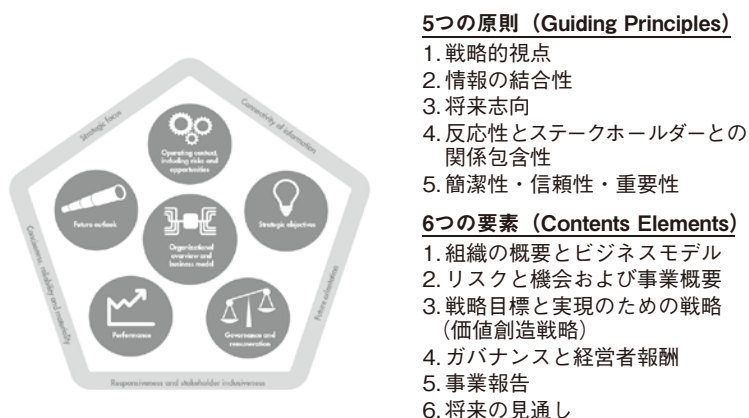 Strategic focus
Connectivity of information
Operating context,
including risks and
opportunities
Future outlook
Strategic objectives
Organizational
overview and
business model
Conciseness, reliability and materiality
Future orientation
Performance
Governance and
remuneration
Responsiveness and stakeholder inclusiveness
5つの原則（Guiding Principles）
1. 戦略的視点
2. 情報の結合性
3. 将来志向
4. 反応性とステークホールダーとの
関係包含性
5. 簡潔性・信頼性・重要性
6つの要素（Contents Elements）
1. 組織の概要とビジネスモデル
2. リスクと機会および事業概要
3. 戦略目標と実現のための戦略
（価値創造戦略）
4. ガバナンスと経営者報酬
5. 事業報告
6. 将来の見通し